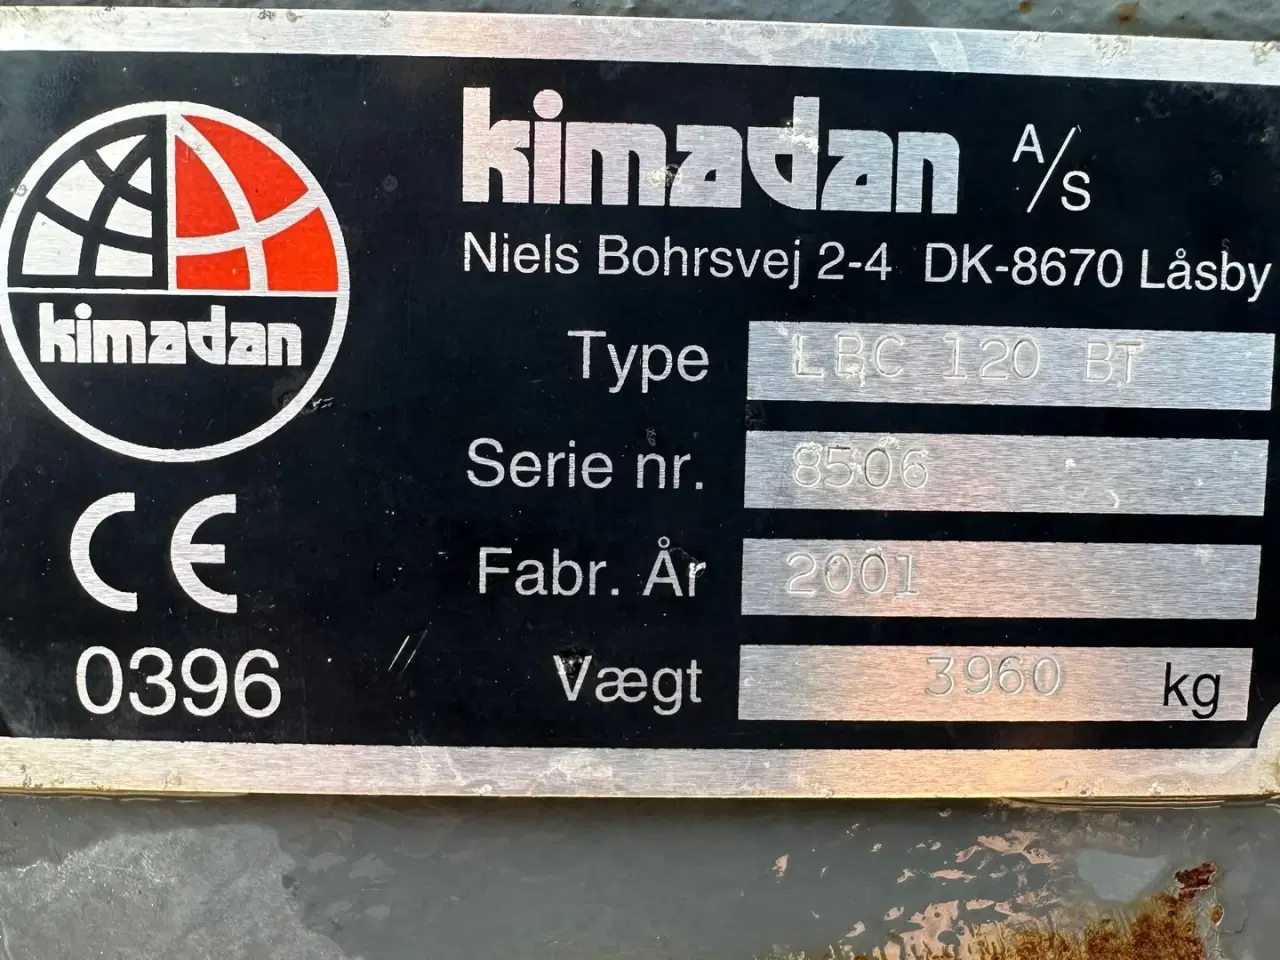 kimadan A/S
Niels Bohrsvej 2-4 DK-8670 Låsby
kimadan
Type LBC 120 BT
Serie nr. 8506
Fabr. År 2001
Vægt 3960 kg
CE
0396